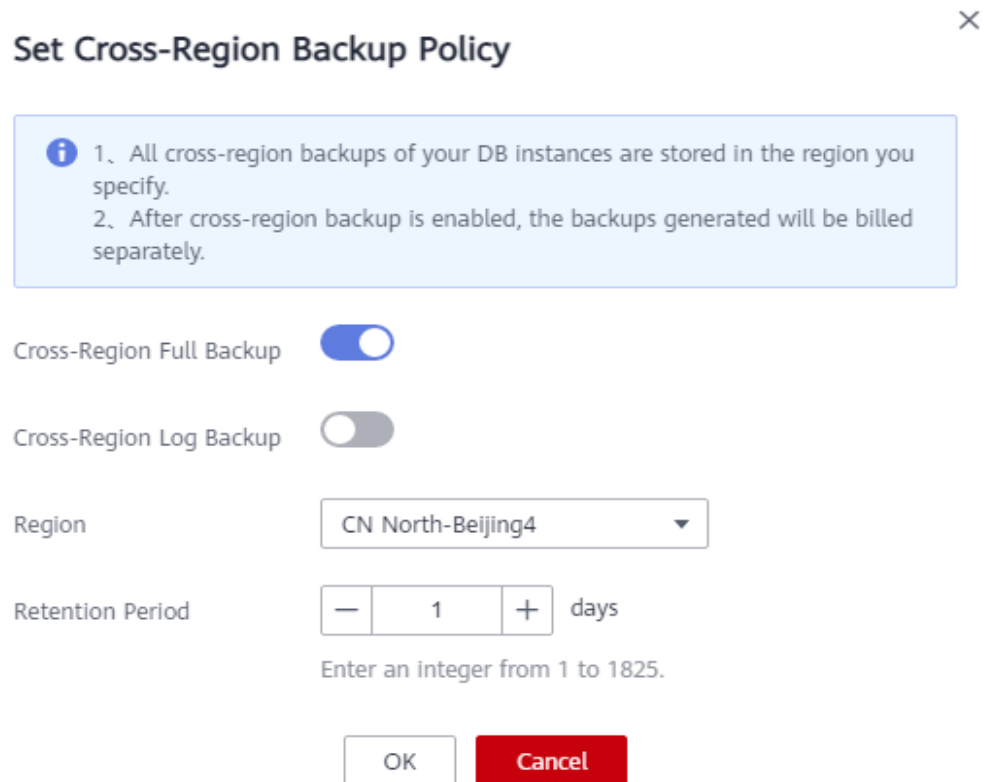 Set Cross-Region Backup Policy
1、All cross-region backups of your DB instances are stored in the region you
specify.
2、After cross-region backup is enabled, the backups generated will be billed
separately.
Cross-Region Full Backup
Cross-Region Log Backup
Region CN North-Beijing4
Retention Period 1 days
Enter an integer from 1 to 1825.
OK Cancel